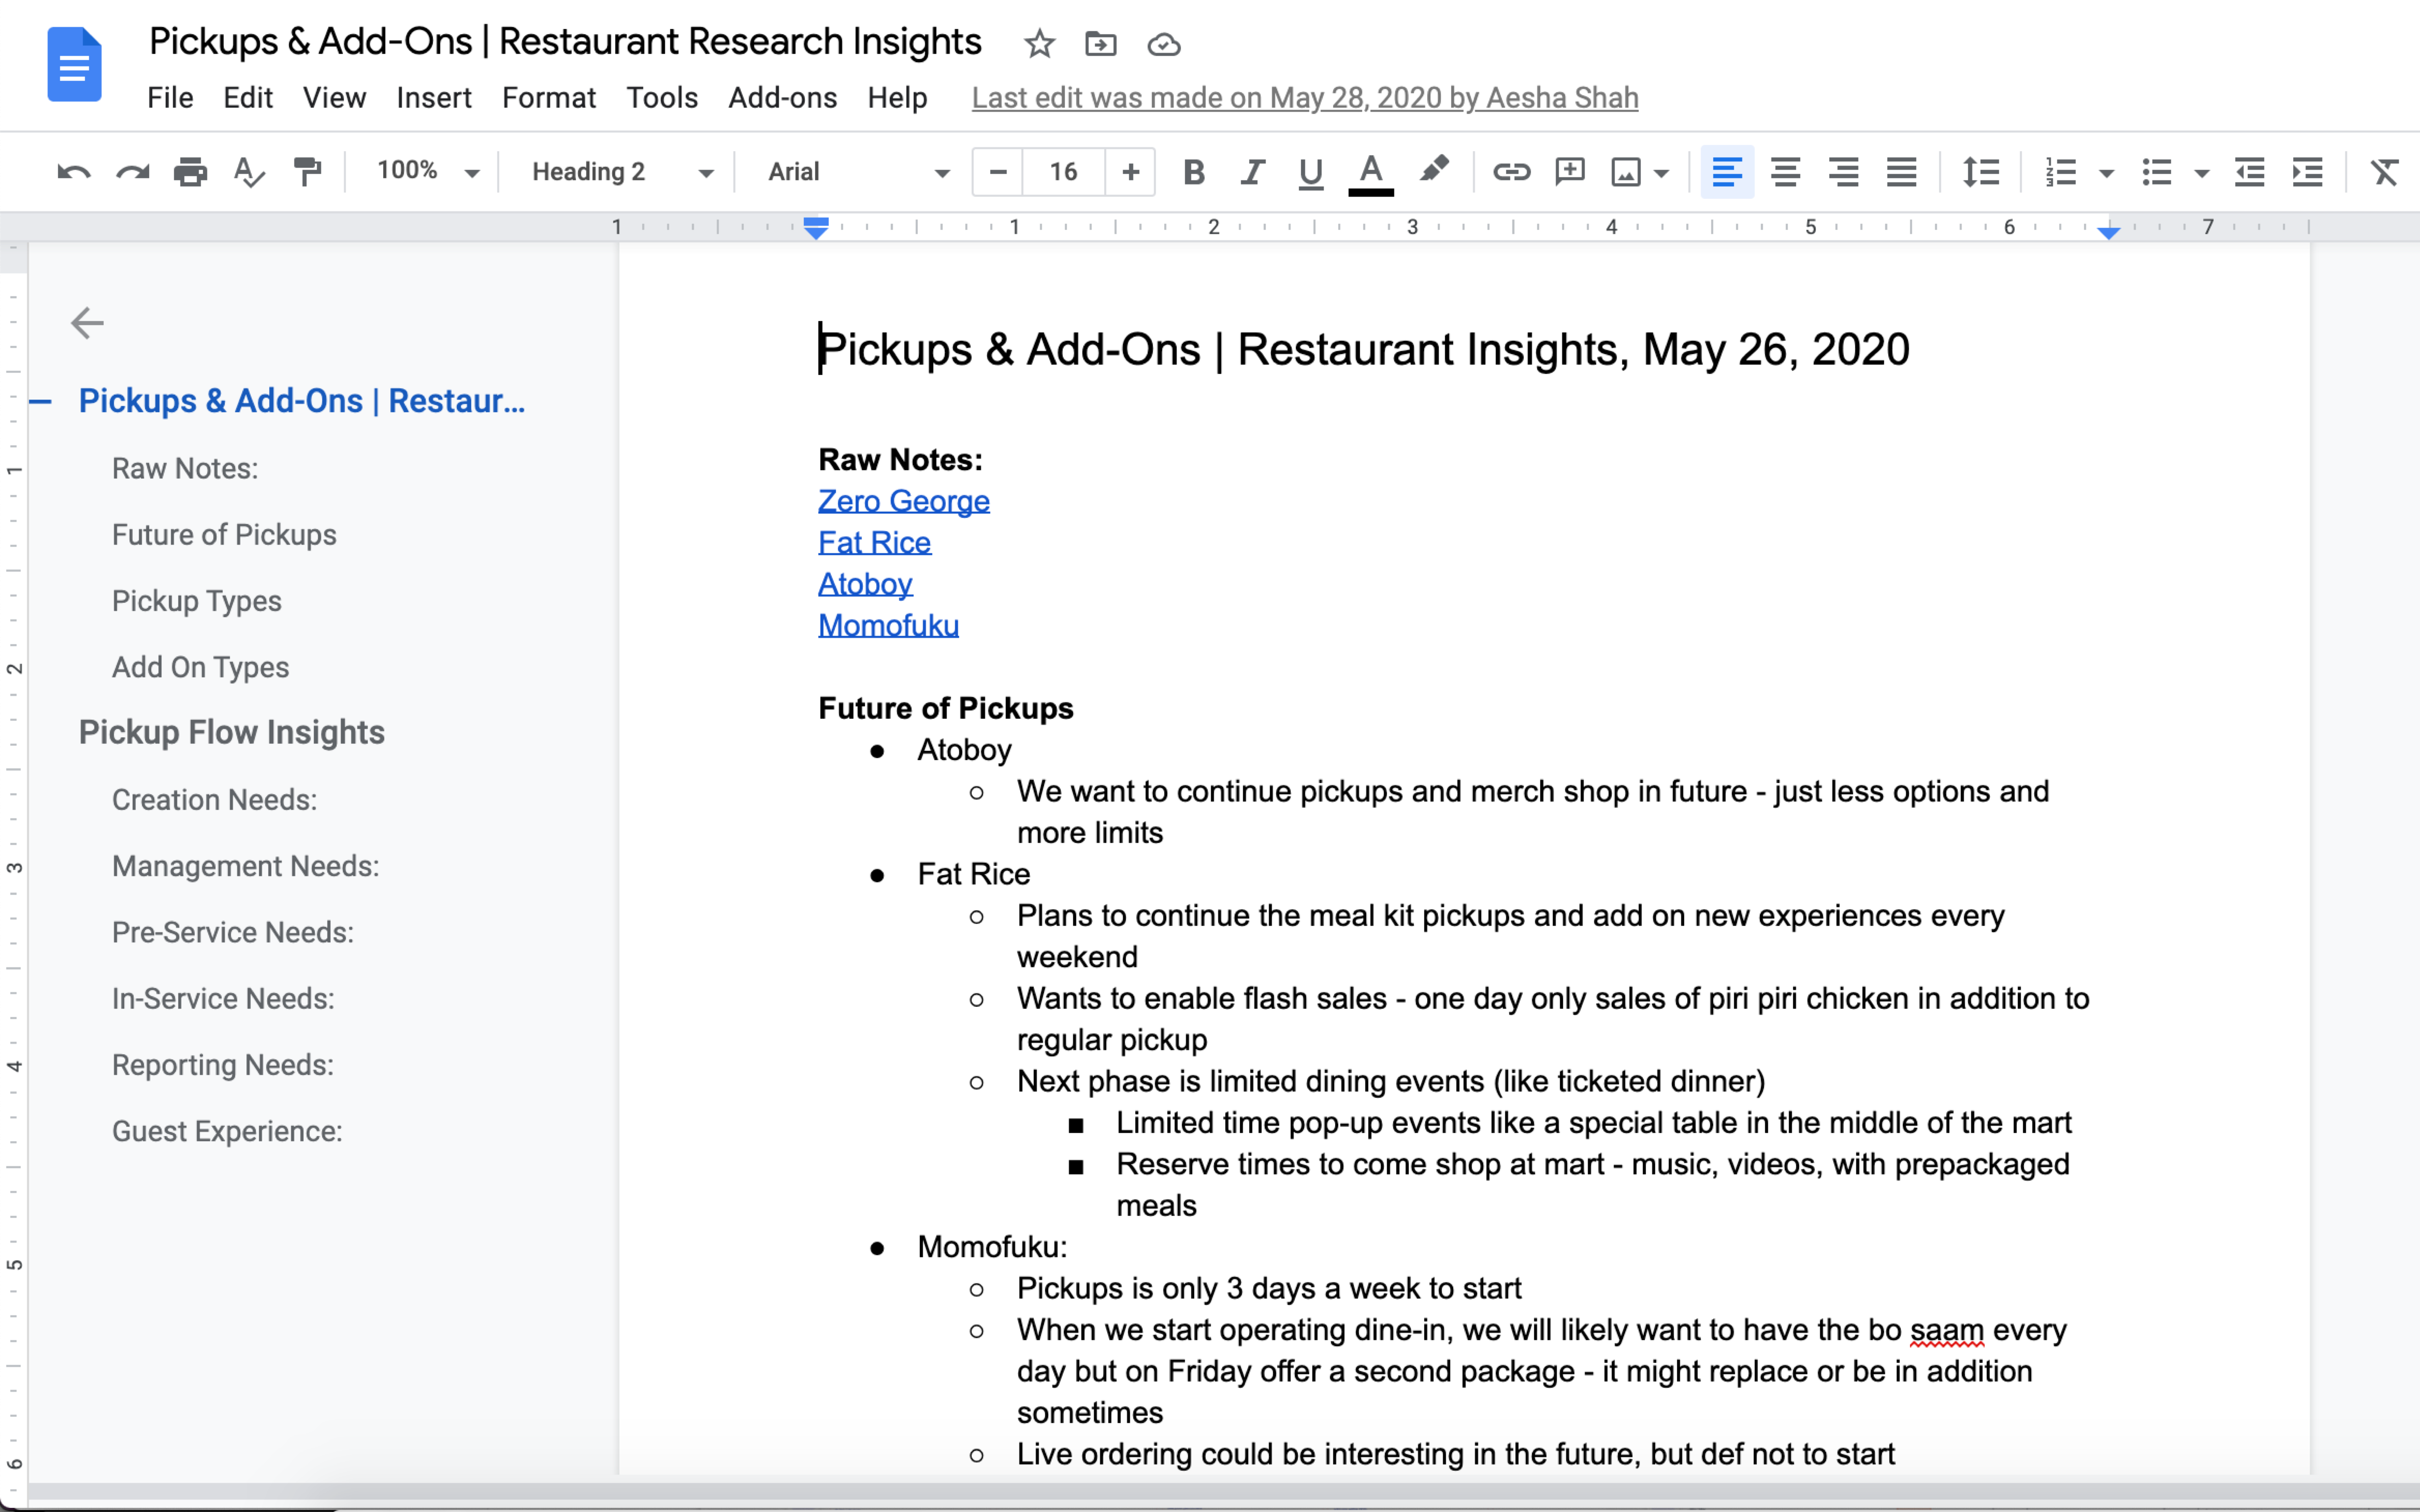 Pickups & Add-Ons | Restaurant Research Insights
File Edit View Insert Format Tools Add-ons Help Last edit was made on May 28, 2020 by Aesha Shah
100% Heading 2 Arial 16
1 1 2 3 4 5 6 7
Pickups & Add-Ons | Restaur...
Raw Notes:
Future of Pickups
Pickup Types
Add On Types
Pickup Flow Insights
Creation Needs:
Management Needs:
Pre-Service Needs:
In-Service Needs:
Reporting Needs:
Guest Experience:
1
2
3
4
5
6
Pickups & Add-Ons | Restaurant Insights, May 26, 2020
Raw Notes:
Zero George
Fat Rice
Atoboy
Momofuku
Future of Pickups
● Atoboy
○ We want to continue pickups and merch shop in future - just less options and
more limits
● Fat Rice
○ Plans to continue the meal kit pickups and add on new experiences every
weekend
○ Wants to enable flash sales - one day only sales of piri piri chicken in addition to
regular pickup
○ Next phase is limited dining events (like ticketed dinner)
■ Limited time pop-up events like a special table in the middle of the mart
■ Reserve times to come shop at mart - music, videos, with prepackaged
meals
● Momofuku:
○ Pickups is only 3 days a week to start
○ When we start operating dine-in, we will likely want to have the bo saam every
day but on Friday offer a second package - it might replace or be in addition
sometimes
○ Live ordering could be interesting in the future, but def not to start